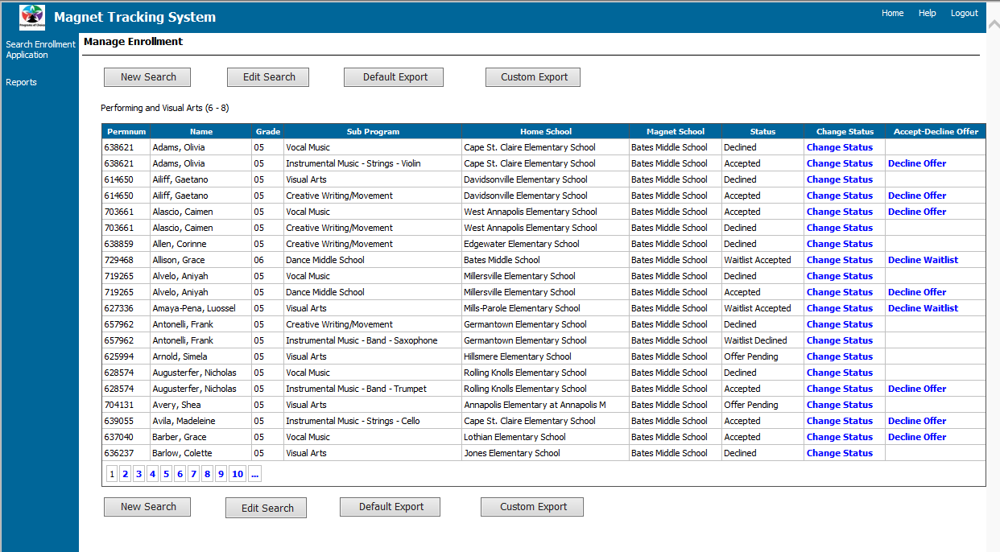 Magnet Tracking System
Home Help Logout
Search Enrollment
Application
Reports
Manage Enrollment
New Search Edit Search Default Export Custom Export
Performing and Visual Arts (6 - 8)
Permnum Name Grade Sub Program Home School Magnet School Status Change Status Accept-Decline Offer
638621 Adams, Olivia 05 Vocal Music Cape St. Claire Elementary School Bates Middle School Declined Change Status
638621 Adams, Olivia 05 Instrumental Music - Strings - Violin Cape St. Claire Elementary School Bates Middle School Accepted Change Status Decline Offer
614650 Ailiff, Gaetano 05 Visual Arts Davidsonville Elementary School Bates Middle School Declined Change Status
614650 Ailiff, Gaetano 05 Creative Writing/Movement Davidsonville Elementary School Bates Middle School Accepted Change Status Decline Offer
703661 Alascio, Caimen 05 Vocal Music West Annapolis Elementary School Bates Middle School Accepted Change Status Decline Offer
703661 Alascio, Caimen 05 Creative Writing/Movement West Annapolis Elementary School Bates Middle School Declined Change Status
638859 Allen, Corinne 05 Creative Writing/Movement Edgewater Elementary School Bates Middle School Declined Change Status
729468 Allison, Grace 06 Dance Middle School Bates Middle School Bates Middle School Waitlist Accepted Change Status Decline Waitlist
719265 Alvelo, Aniyah 05 Vocal Music Millersville Elementary School Bates Middle School Declined Change Status
719265 Alvelo, Aniyah 05 Dance Middle School Millersville Elementary School Bates Middle School Accepted Change Status Decline Offer
627336 Amaya-Pena, Luossel 05 Visual Arts Mills-Parole Elementary School Bates Middle School Waitlist Accepted Change Status Decline Waitlist
657962 Antonelli, Frank 05 Creative Writing/Movement Germantown Elementary School Bates Middle School Declined Change Status
657962 Antonelli, Frank 05 Instrumental Music - Band - Saxophone Germantown Elementary School Bates Middle School Waitlist Declined Change Status
625994 Arnold, Simela 05 Visual Arts Hillsmere Elementary School Bates Middle School Offer Pending Change Status
628574 Augusterfer, Nicholas 05 Vocal Music Rolling Knolls Elementary School Bates Middle School Declined Change Status
628574 Augusterfer, Nicholas 05 Instrumental Music - Band - Trumpet Rolling Knolls Elementary School Bates Middle School Accepted Change Status Decline Offer
704131 Avery, Shea 05 Visual Arts Annapolis Elementary at Annapolis M Bates Middle School Offer Pending Change Status
639055 Avila, Madeleine 05 Instrumental Music - Strings - Cello Cape St. Claire Elementary School Bates Middle School Accepted Change Status Decline Offer
637040 Barber, Grace 05 Vocal Music Lothian Elementary School Bates Middle School Accepted Change Status Decline Offer
636237 Barlow, Colette 05 Visual Arts Jones Elementary School Bates Middle School Declined Change Status
1 2 3 4 5 6 7 8 9 10 ...
New Search Edit Search Default Export Custom Export